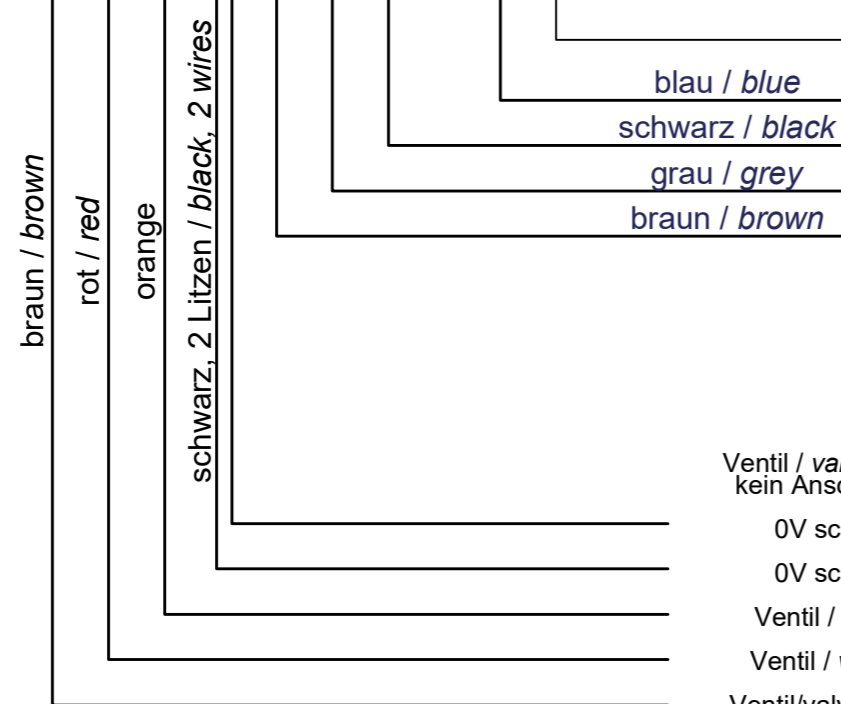 blau / blue
schwarz / black
grau / grey
braun / brown
braun / brown
rot / red
orange
schwarz, 2 Litzen / black, 2 wires
Ventil /
kein
0V
0V
Ventil /
Ventil /